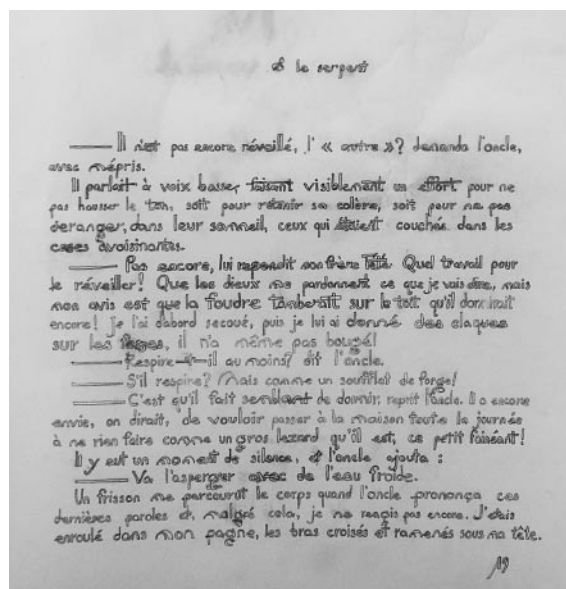 le serpent
— Il n'est pas encore réveillé, l' « autre »? demanda l'oncle,
avec mépris.
Il parlait à voix basse, faisant visiblement un effort pour ne
pas hausser le ton, soit pour retenir sa colère, soit pour ne pas
deranger, dans leur sommeil, ceux qui étaient couchés dans les
cases avoisinantes.
— Pas encore, lui repondit son frère Tété. Quel travail pour
le réveiller! Que les dieux me pardonnent ce que je vais dire, mais
mon avis est que la foudre tomberait sur le toit qu'il dormirait
encore! je l'ai d'abord secoué, puis je lui ai donné des claques
sur les fesses, il n'a même pas bougé!
— Respire-t-il au moins? dit l'oncle.
— S'il respire? Mais comme un soufflet de forge!
— C'est qu'il fait semblant de dormir, reprit l'oncle. Il a encore
envie, on dirait, de vouloir passer à la maison toute la journée
à ne rien faire comme un gros lezard qu'il est, ce petit fainéant!
Il y eut un moment de silence, et l'oncle ajouta :
— Va l'asperger avec de l'eau froide.
Un frisson me parcourut le corps quand l'oncle prononça ces
dernières paroles et, malgré cela, je ne réagis pas encore. J'étais
enroulé dans mon pagne, les bras croisés et ramenés sous ma tête.
19